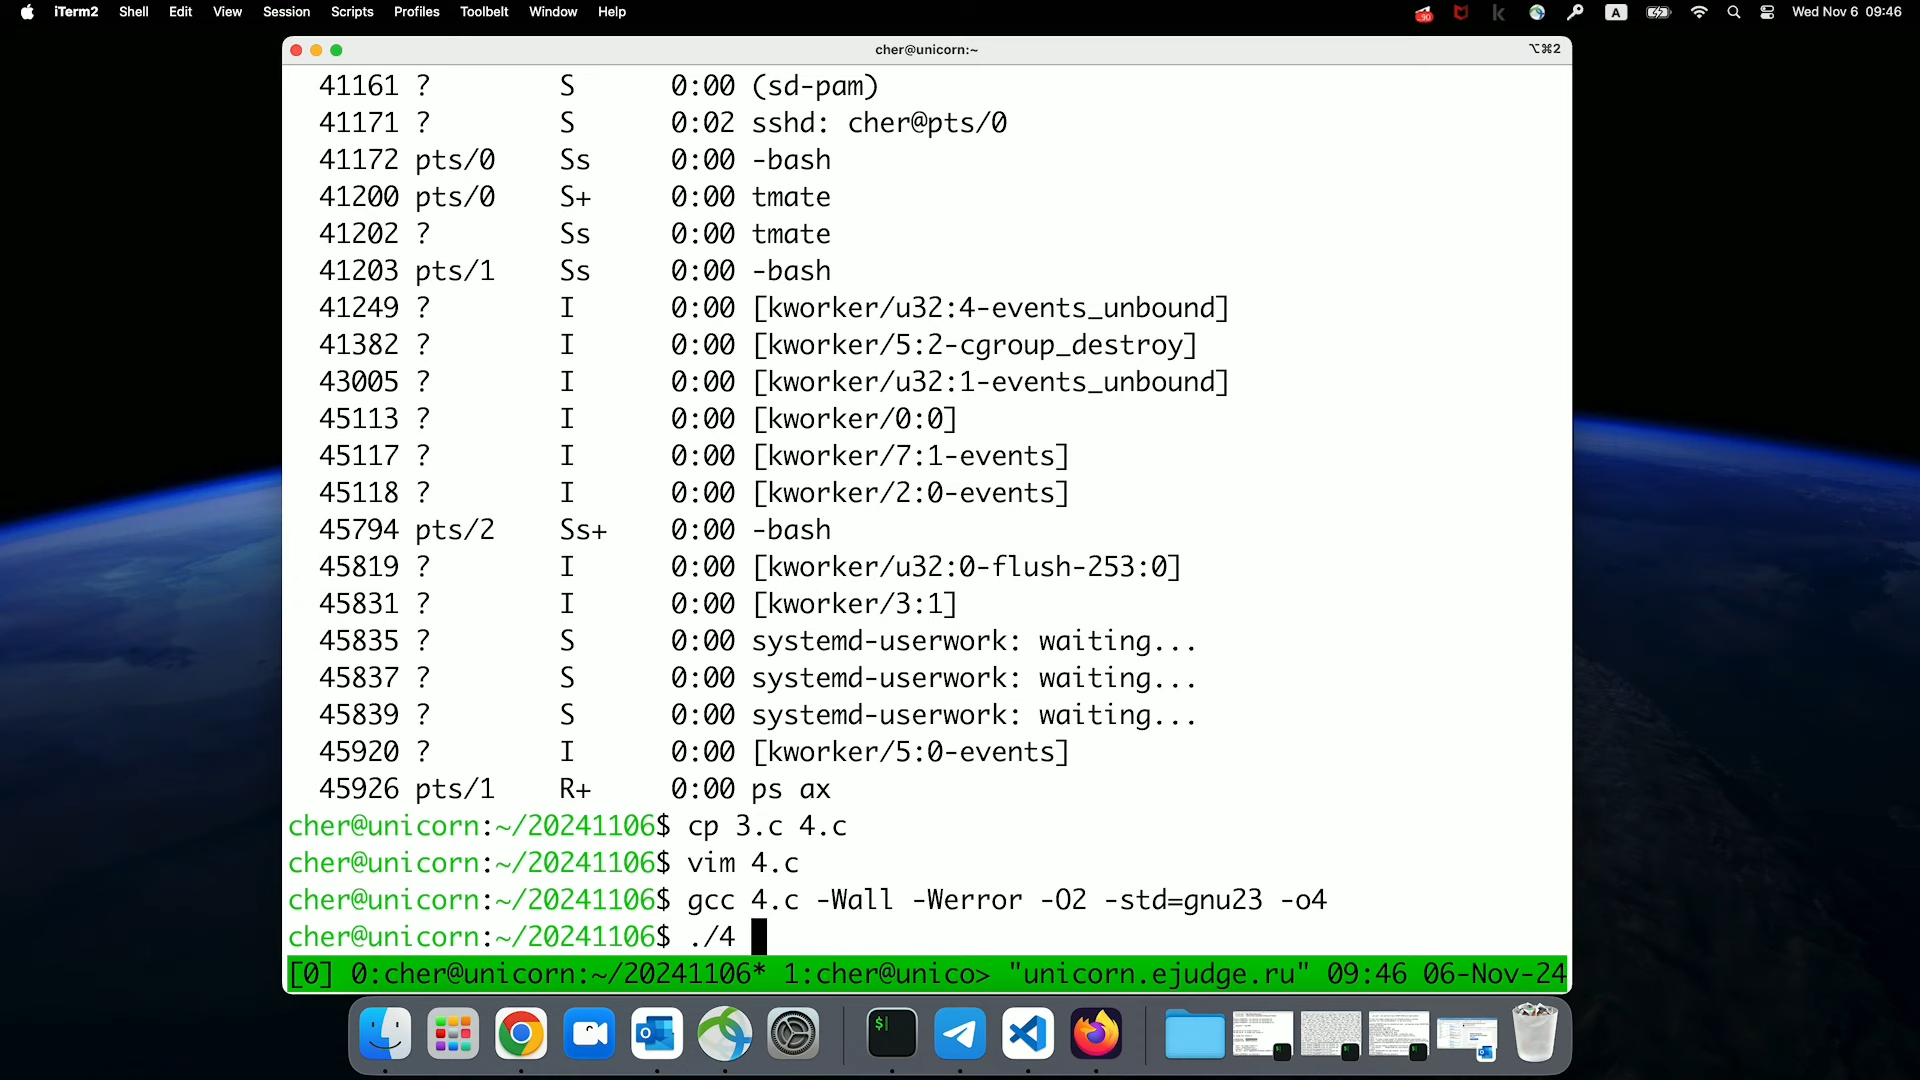 iTerm2 Shell Edit View Session Scripts Profiles Toolbelt Window Help A Wed Nov 6 09:46
cher@unicorn:~ ⌥⌘2
41161 ? S 0:00 (sd-pam)
41171 ? S 0:02 sshd: cher@pts/0
41172 pts/0 Ss 0:00 -bash
41200 pts/0 S+ 0:00 tmate
41202 ? Ss 0:00 tmate
41203 pts/1 Ss 0:00 -bash
41249 ? I 0:00 [kworker/u32:4-events_unbound]
41382 ? I 0:00 [kworker/5:2-cgroup_destroy]
43005 ? I 0:00 [kworker/u32:1-events_unbound]
45113 ? I 0:00 [kworker/0:0]
45117 ? I 0:00 [kworker/7:1-events]
45118 ? I 0:00 [kworker/2:0-events]
45794 pts/2 Ss+ 0:00 -bash
45819 ? I 0:00 [kworker/u32:0-flush-253:0]
45831 ? I 0:00 [kworker/3:1]
45835 ? S 0:00 systemd-userwork: waiting...
45837 ? S 0:00 systemd-userwork: waiting...
45839 ? S 0:00 systemd-userwork: waiting...
45920 ? I 0:00 [kworker/5:0-events]
45926 pts/1 R+ 0:00 ps ax
cher@unicorn:~/20241106$ cp 3.c 4.c
cher@unicorn:~/20241106$ vim 4.c
cher@unicorn:~/20241106$ gcc 4.c -Wall -Werror -O2 -std=gnu23 -o4
cher@unicorn:~/20241106$ ./4
[0] 0:cher@unicorn:~/20241106* 1:cher@unico> "unicorn.ejudge.ru" 09:46 06-Nov-24